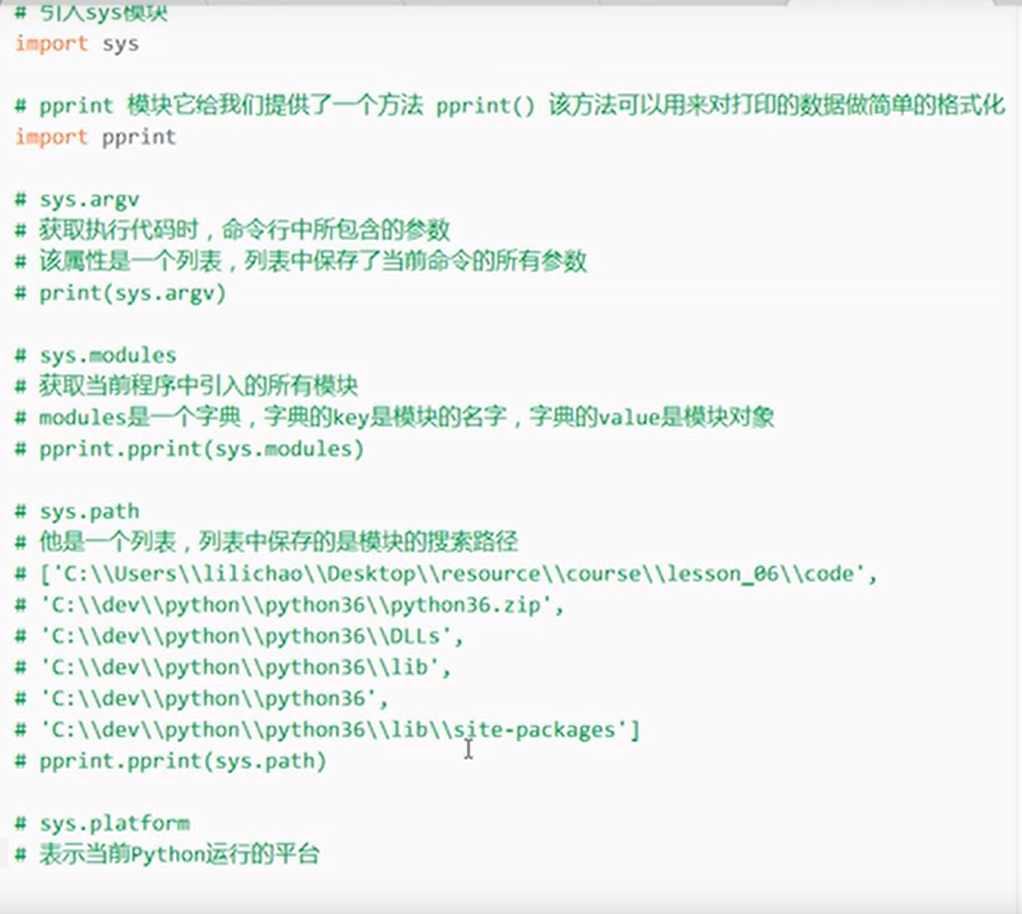 # 引入sys模块
import sys
# pprint 模块它给我们提供了一个方法 pprint() 该方法可以用来对打印的数据做简单的格式化
import pprint
# sys.argv
# 获取执行代码时，命令行中所包含的参数
# 该属性是一个列表，列表中保存了当前命令的所有参数
# print(sys.argv)
# sys.modules
# 获取当前程序中引入的所有模块
# modules是一个字典，字典的key是模块的名字，字典的value是模块对象
# pprint.pprint(sys.modules)
# sys.path
# 他是一个列表，列表中保存的是模块的搜索路径
# ['C:\\Users\\lilichao\\Desktop\\resource\\course\\lesson_06\\code',
# 'C:\\dev\\python\\python36\\python36.zip',
# 'C:\\dev\\python\\python36\\DLLs',
# 'C:\\dev\\python\\python36\\lib',
# 'C:\\dev\\python\\python36',
# 'C:\\dev\\python\\python36\\lib\\site-packages']
# pprint.pprint(sys.path)
# sys.platform
# 表示当前Python运行的平台